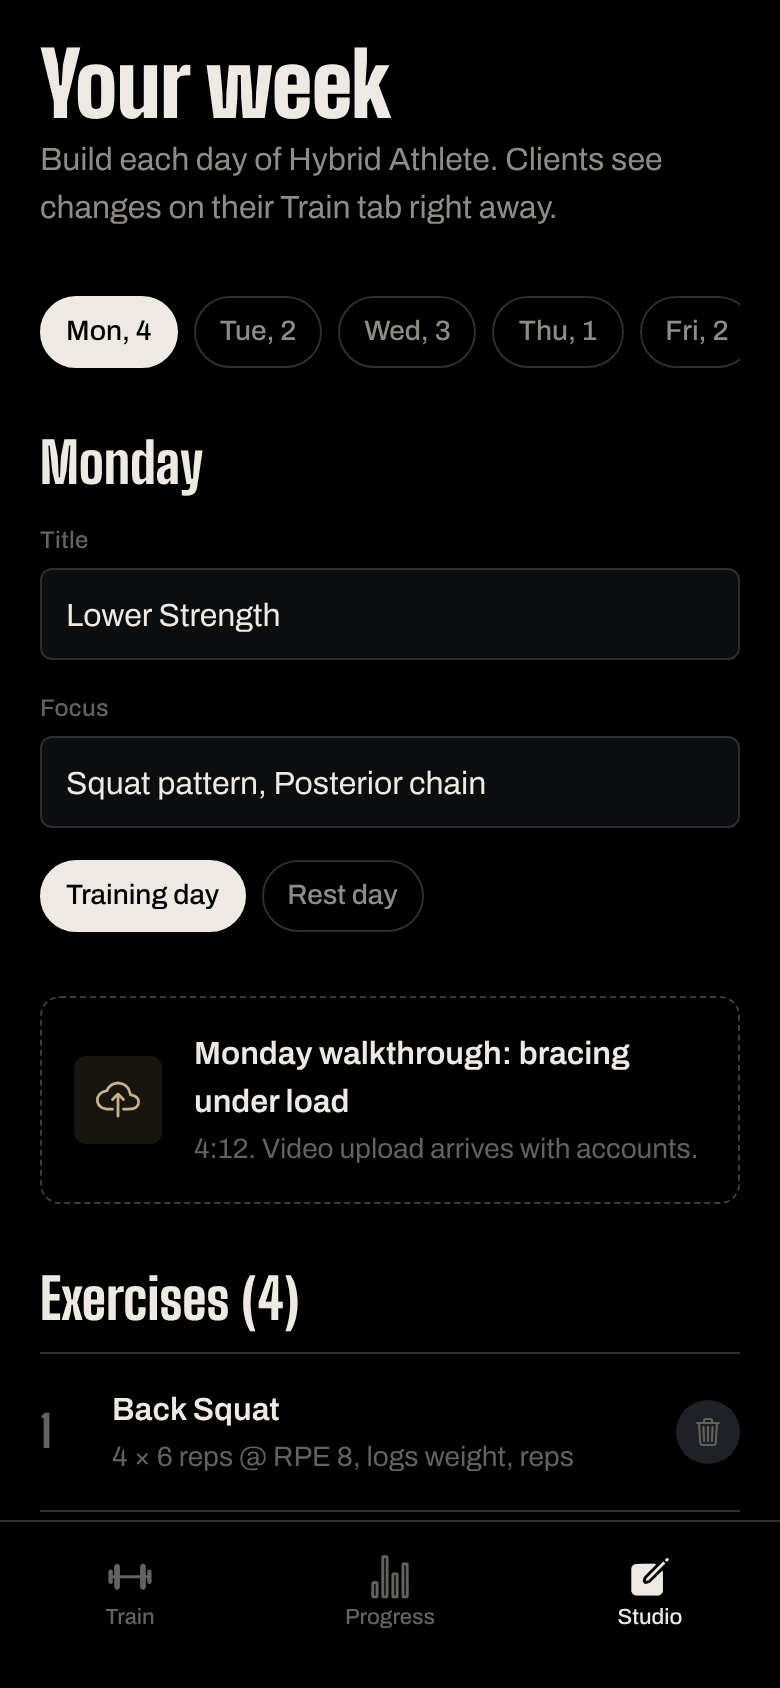 Your week
Build each day of Hybrid Athlete. Clients see
changes on their Train tab right away.
Mon, 4
Tue, 2
Wed, 3
Thu, 1
Fri, 2
Monday
Title
Lower Strength
Focus
Squat pattern, Posterior chain
Training day
Rest day
Monday walkthrough: bracing
under load
4:12. Video upload arrives with accounts.
Exercises (4)
1
Back Squat
4 × 6 reps @ RPE 8, logs weight, reps
Train
Progress
Studio